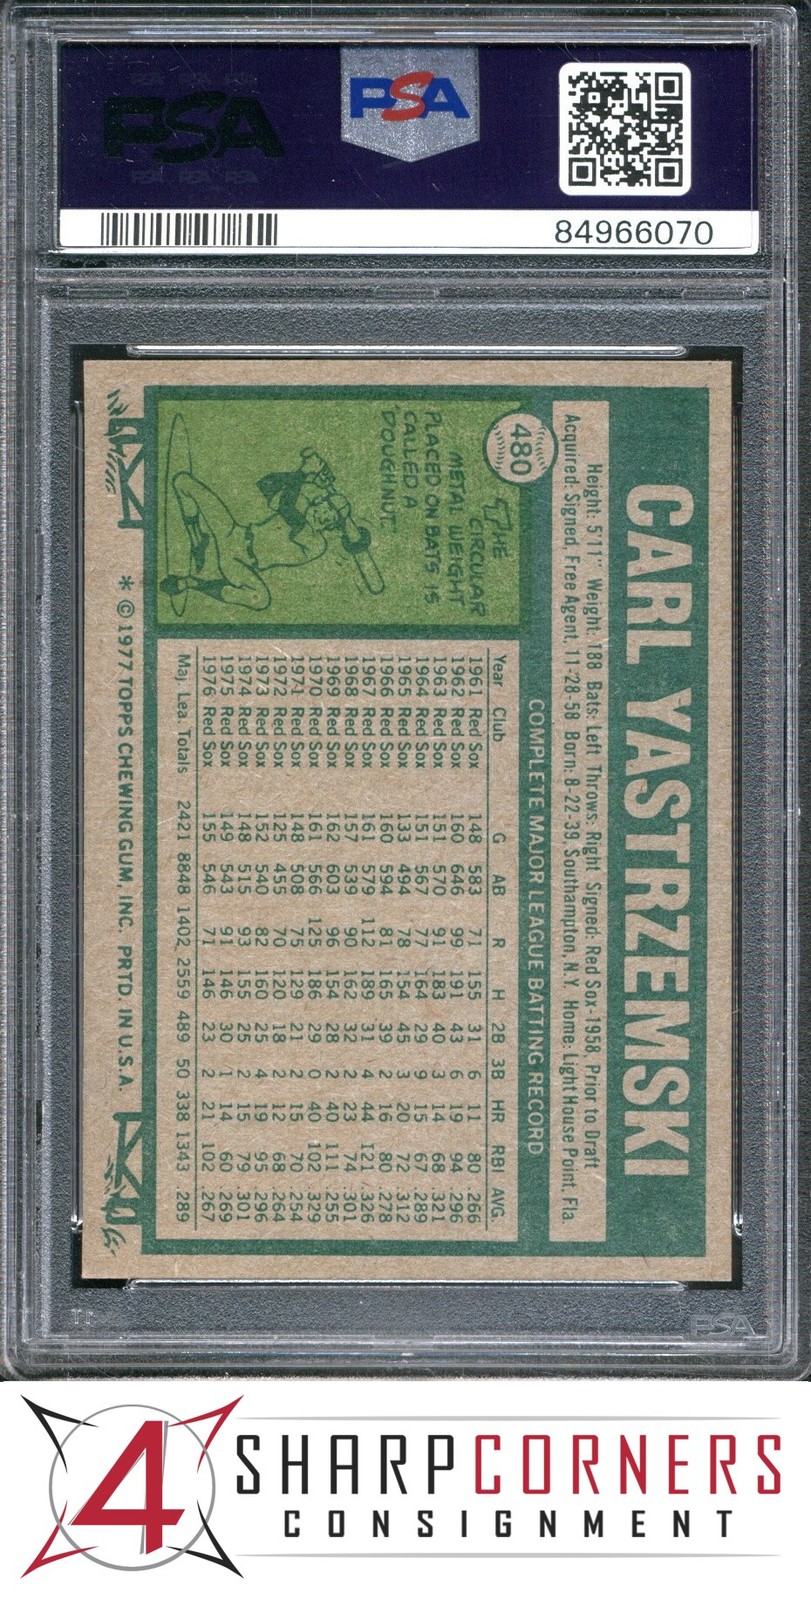 PSA PSA PSA
PSA
PSA PSA PSA
PSA
84966070
CARL YASTRZEMSKI
Height: 5'11" Weight: 188 Bats: Left Throws: Right Signed: Red Sox-1958, Prior to Draft
Acquired: Signed, Free Agent, 11-28-58 Born: 8-22-39, Southampton, N.Y. Home: Light House Point, Fla.
480
THE
CIRCULAR
METAL WEIGHT
PLACED ON BATS IS
CALLED A
'DOUGHNUT.'
COMPLETE MAJOR LEAGUE BATTING RECORD
Year Club G AB R H 2B 3B HR RBI AVG.
1961 Red Sox 148 583 71 155 31 6 11 80 .266
1962 Red Sox 160 646 99 191 43 6 19 94 .296
1963 Red Sox 151 570 91 183 40 3 14 68 .321
1964 Red Sox 151 567 77 164 29 9 15 67 .289
1965 Red Sox 133 494 78 154 45 3 20 72 .312
1966 Red Sox 160 594 81 165 39 2 16 80 .278
1967 Red Sox 161 579 112 189 31 4 44 121 .326
1968 Red Sox 157 539 90 162 32 2 23 74 .301
1969 Red Sox 162 603 96 154 28 2 40 111 .255
1970 Red Sox 161 566 125 186 29 0 40 102 .329
1971 Red Sox 148 508 75 129 21 2 15 70 .254
1972 Red Sox 125 455 70 120 18 2 12 68 .264
1973 Red Sox 152 540 82 160 25 4 19 95 .296
1974 Red Sox 148 515 93 155 25 2 15 79 .301
1975 Red Sox 149 543 91 146 30 1 14 60 .269
1976 Red Sox 155 546 71 146 23 2 21 102 .267
Maj. Lea. Totals 2421 8848 1402 2559 489 50 338 1343 .289
* © 1977 TOPPS CHEWING GUM, INC. PRTD. IN U.S.A.
PSA
4 SHARPCORNERS
CONSIGNMENT